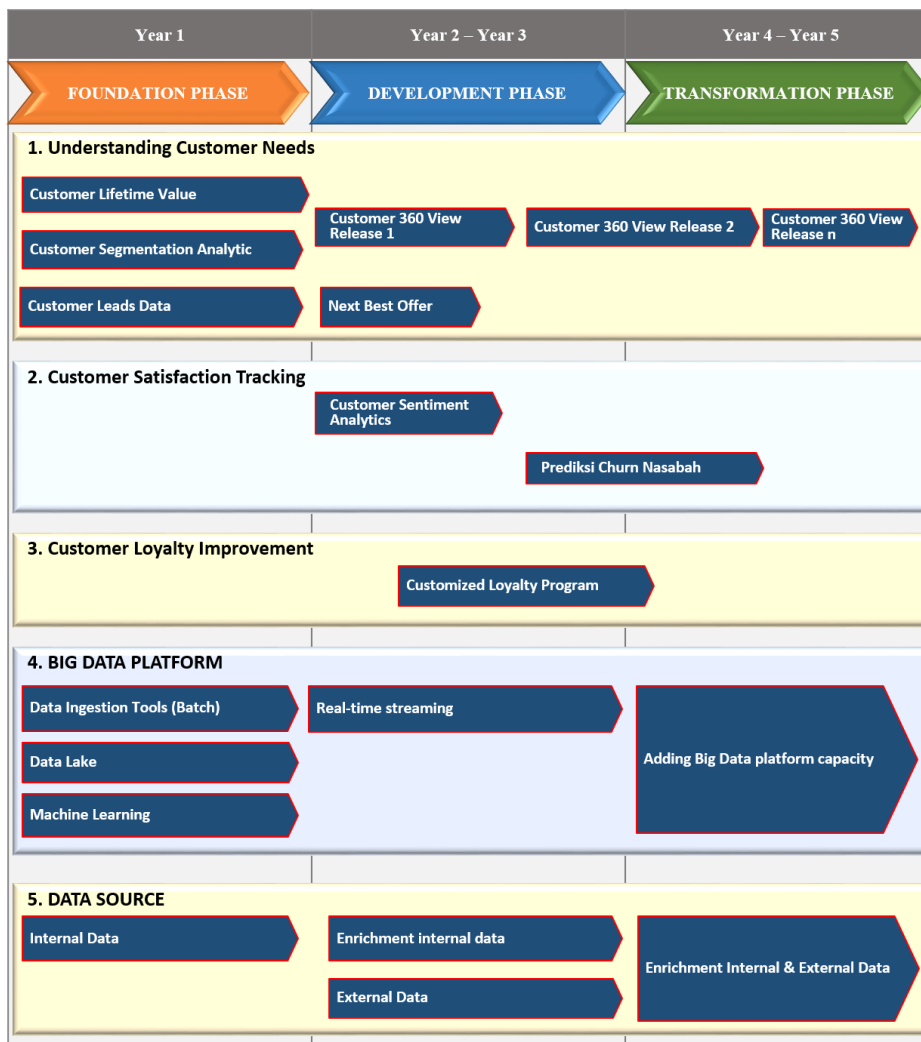 Year 1
Year 2 – Year 3
Year 4 – Year 5
FOUNDATION PHASE
DEVELOPMENT PHASE
TRANSFORMATION PHASE
1. Understanding Customer Needs
Customer Lifetime Value
Customer 360 View
Release 1
Customer 360 View Release 2
Customer 360 View
Release n
Customer Segmentation Analytic
Customer Leads Data
Next Best Offer
2. Customer Satisfaction Tracking
Customer Sentiment
Analytics
Prediksi Churn Nasabah
3. Customer Loyalty Improvement
Customized Loyalty Program
4. BIG DATA PLATFORM
Data Ingestion Tools (Batch)
Real-time streaming
Data Lake
Adding Big Data platform capacity
Machine Learning
5. DATA SOURCE
Internal Data
Enrichment internal data
Enrichment Internal & External Data
External Data